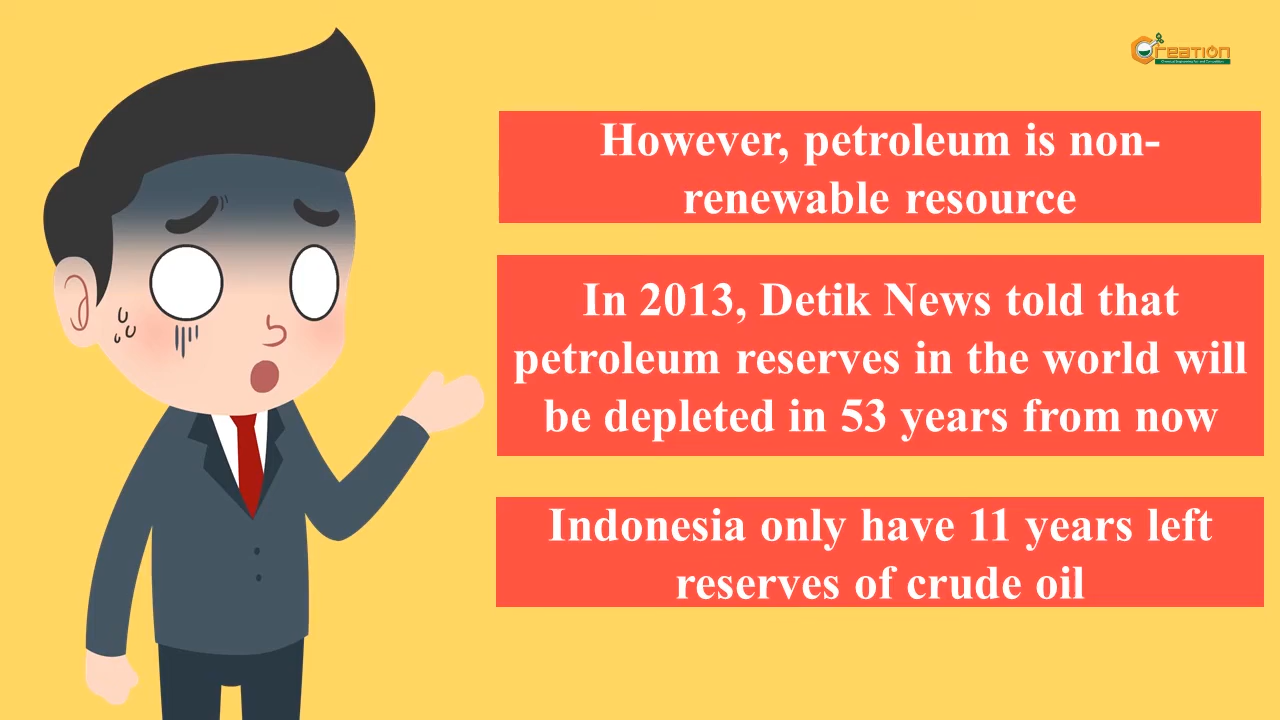 Creation
However, petroleum is non-
renewable resource
In 2013, Detik News told that
petroleum reserves in the world will
be depleted in 53 years from now
Indonesia only have 11 years left
reserves of crude oil